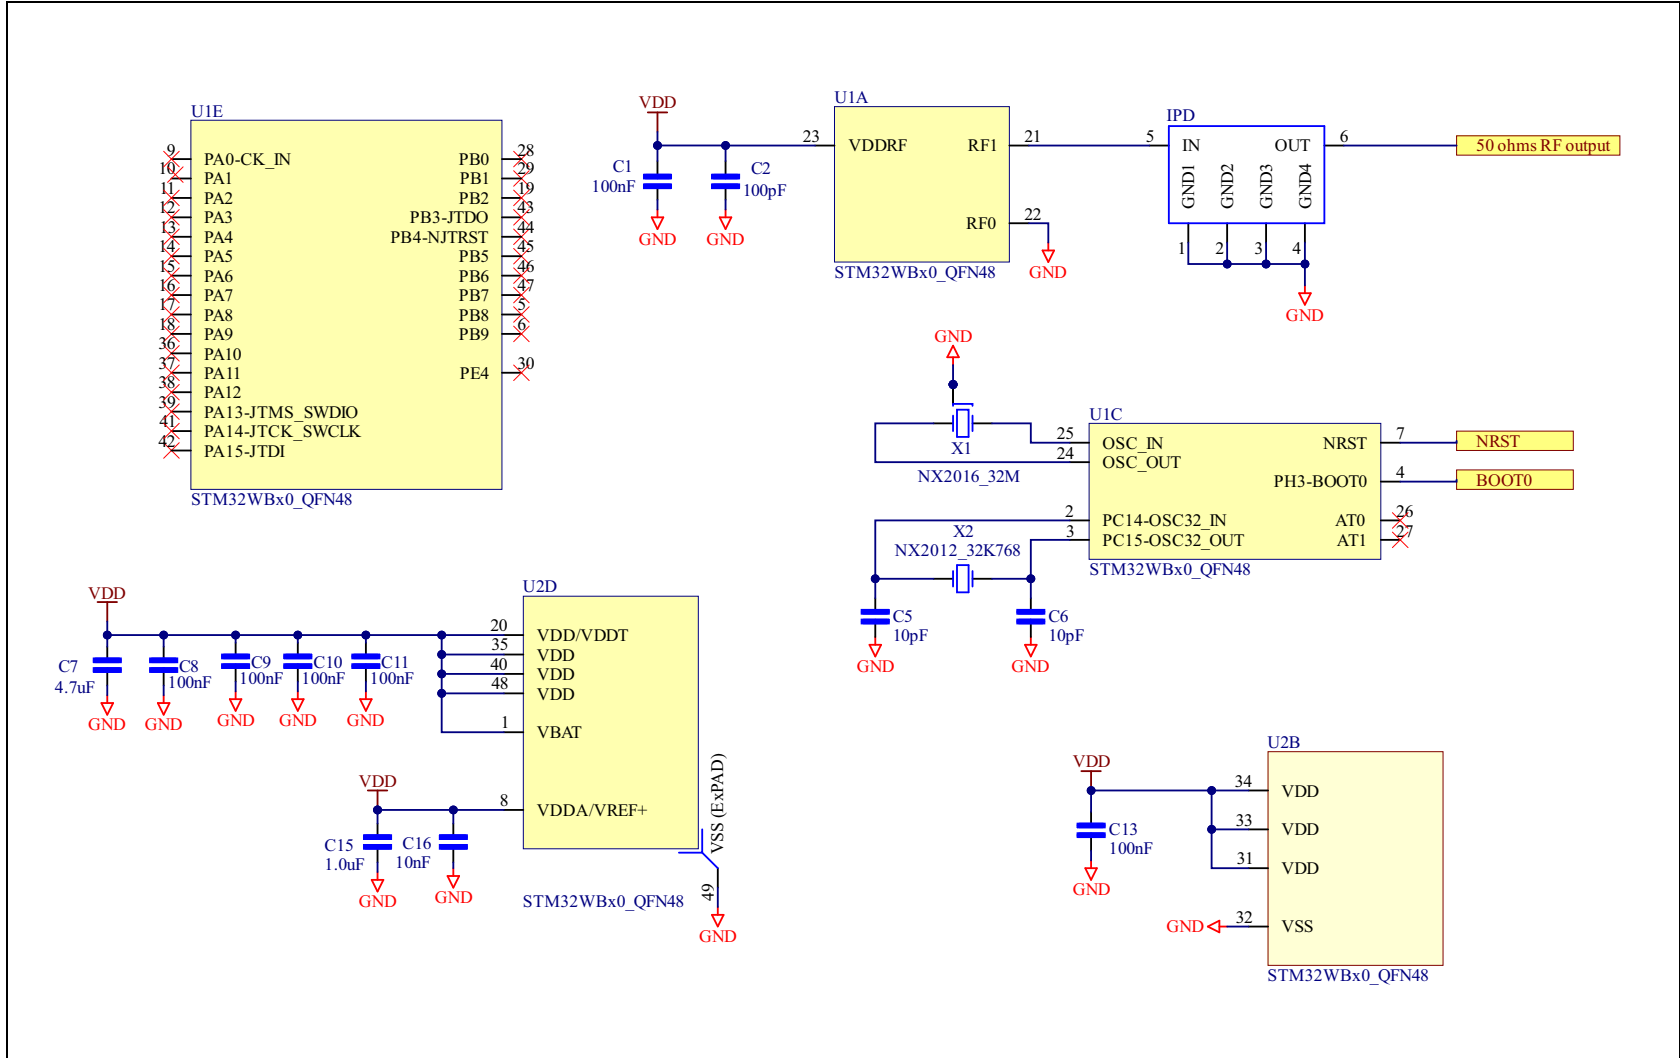 U1E
9 PA0-CK_IN PB0 28
10 PA1 PB1 29
11 PA2 PB2 19
12 PA3 PB3-JTDO 43
13 PA4 PB4-NJTRST 44
14 PA5 PB5 45
15 PA6 PB6 46
16 PA7 PB7 47
17 PA8 PB8 5
18 PA9 PB9 6
36 PA10
37 PA11 PE4 30
38 PA12
39 PA13-JTMS_SWDIO
41 PA14-JTCK_SWCLK
42 PA15-JTDI
STM32WBx0_QFN48
VDD
C1
100nF
GND
C2
100pF
GND
U1A
23 VDDRF RF1 21
RF0 22
GND
STM32WBx0_QFN48
IPD
5 IN OUT 6
GND1 GND2 GND3 GND4
1 2 3 4
GND
50 ohms RF output
GND
X1
NX2016_32M
U1C
25 OSC_IN NRST 7
24 OSC_OUT
PH3-BOOT0 4
2 PC14-OSC32_IN AT0 26
3 PC15-OSC32_OUT AT1 27
STM32WBx0_QFN48
NRST
BOOT0
X2
NX2012_32K768
C5
10pF
GND
C6
10pF
GND
VDD
C7
4.7uF
GND
C8
100nF
GND
C9
100nF
GND
C10
100nF
GND
C11
100nF
GND
U2D
20 VDD/VDDT
35 VDD
40 VDD
48 VDD
1 VBAT
8 VDDA/VREF+
VSS (ExPAD)
49
GND
STM32WBx0_QFN48
VDD
C15
1.0uF
GND
C16
10nF
GND
VDD
C13
100nF
GND
U2B
34 VDD
33 VDD
31 VDD
GND 32 VSS
STM32WBx0_QFN48